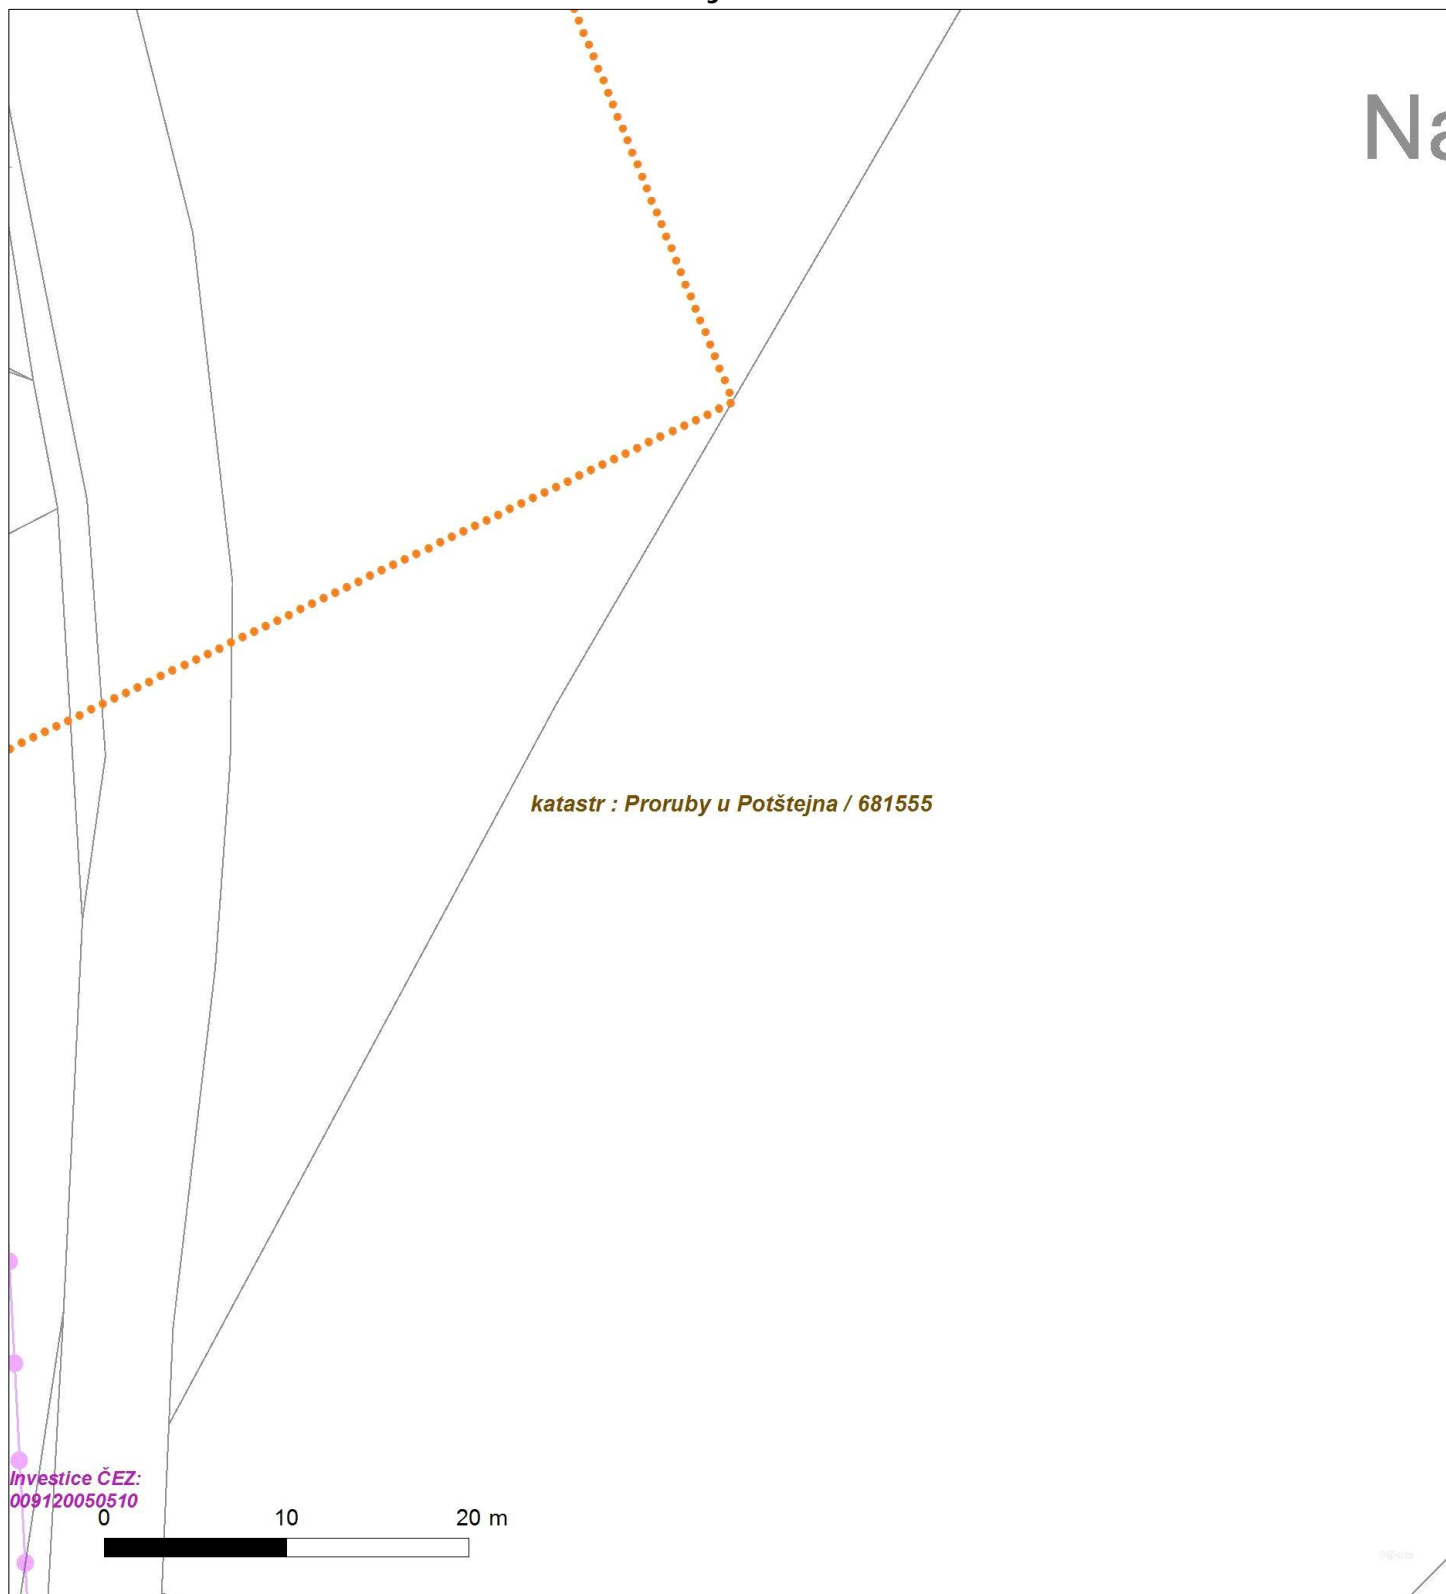 Na
katastr : Proruby u Potštejna / 681555
Investice ČEZ:
009120050510
0 10 20 m